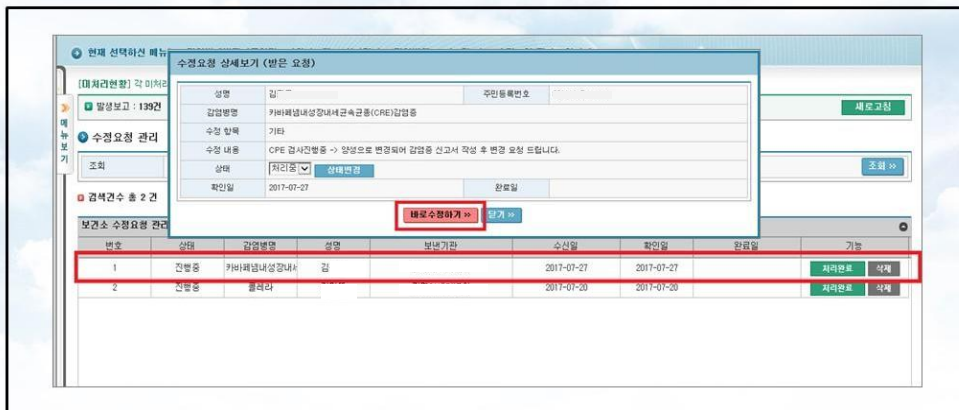 현재 선택하신 메뉴
수정요청 상세보기 (받은 요청)
[미처리현황] 각 미처리
발생보고 : 139건
새로고침
메뉴보기
성명 김 주민등록번호
감염병명 카바페넴내성장내세균속균종(CRE)감염증
수정 항목 기타
수정 내용 CPE 검사진행중 -> 양성으로 변경되어 감염증 신고서 작성 후 변경 요청 드립니다.
상태 처리중 상태변경
확인일 2017-07-27 완료일
바로수정하기 » 닫기 »
수정요청 관리
조회 조회 »
검색건수 총 2 건
보건소 수정요청 관리
번호 상태 감염병명 성명 보낸기관 수신일 확인일 완료일 기능
1 진행중 카바페넴내성장내세 김 2017-07-27 2017-07-27 처리완료 삭제
2 진행중 콜레라 2017-07-20 2017-07-20 처리완료 삭제